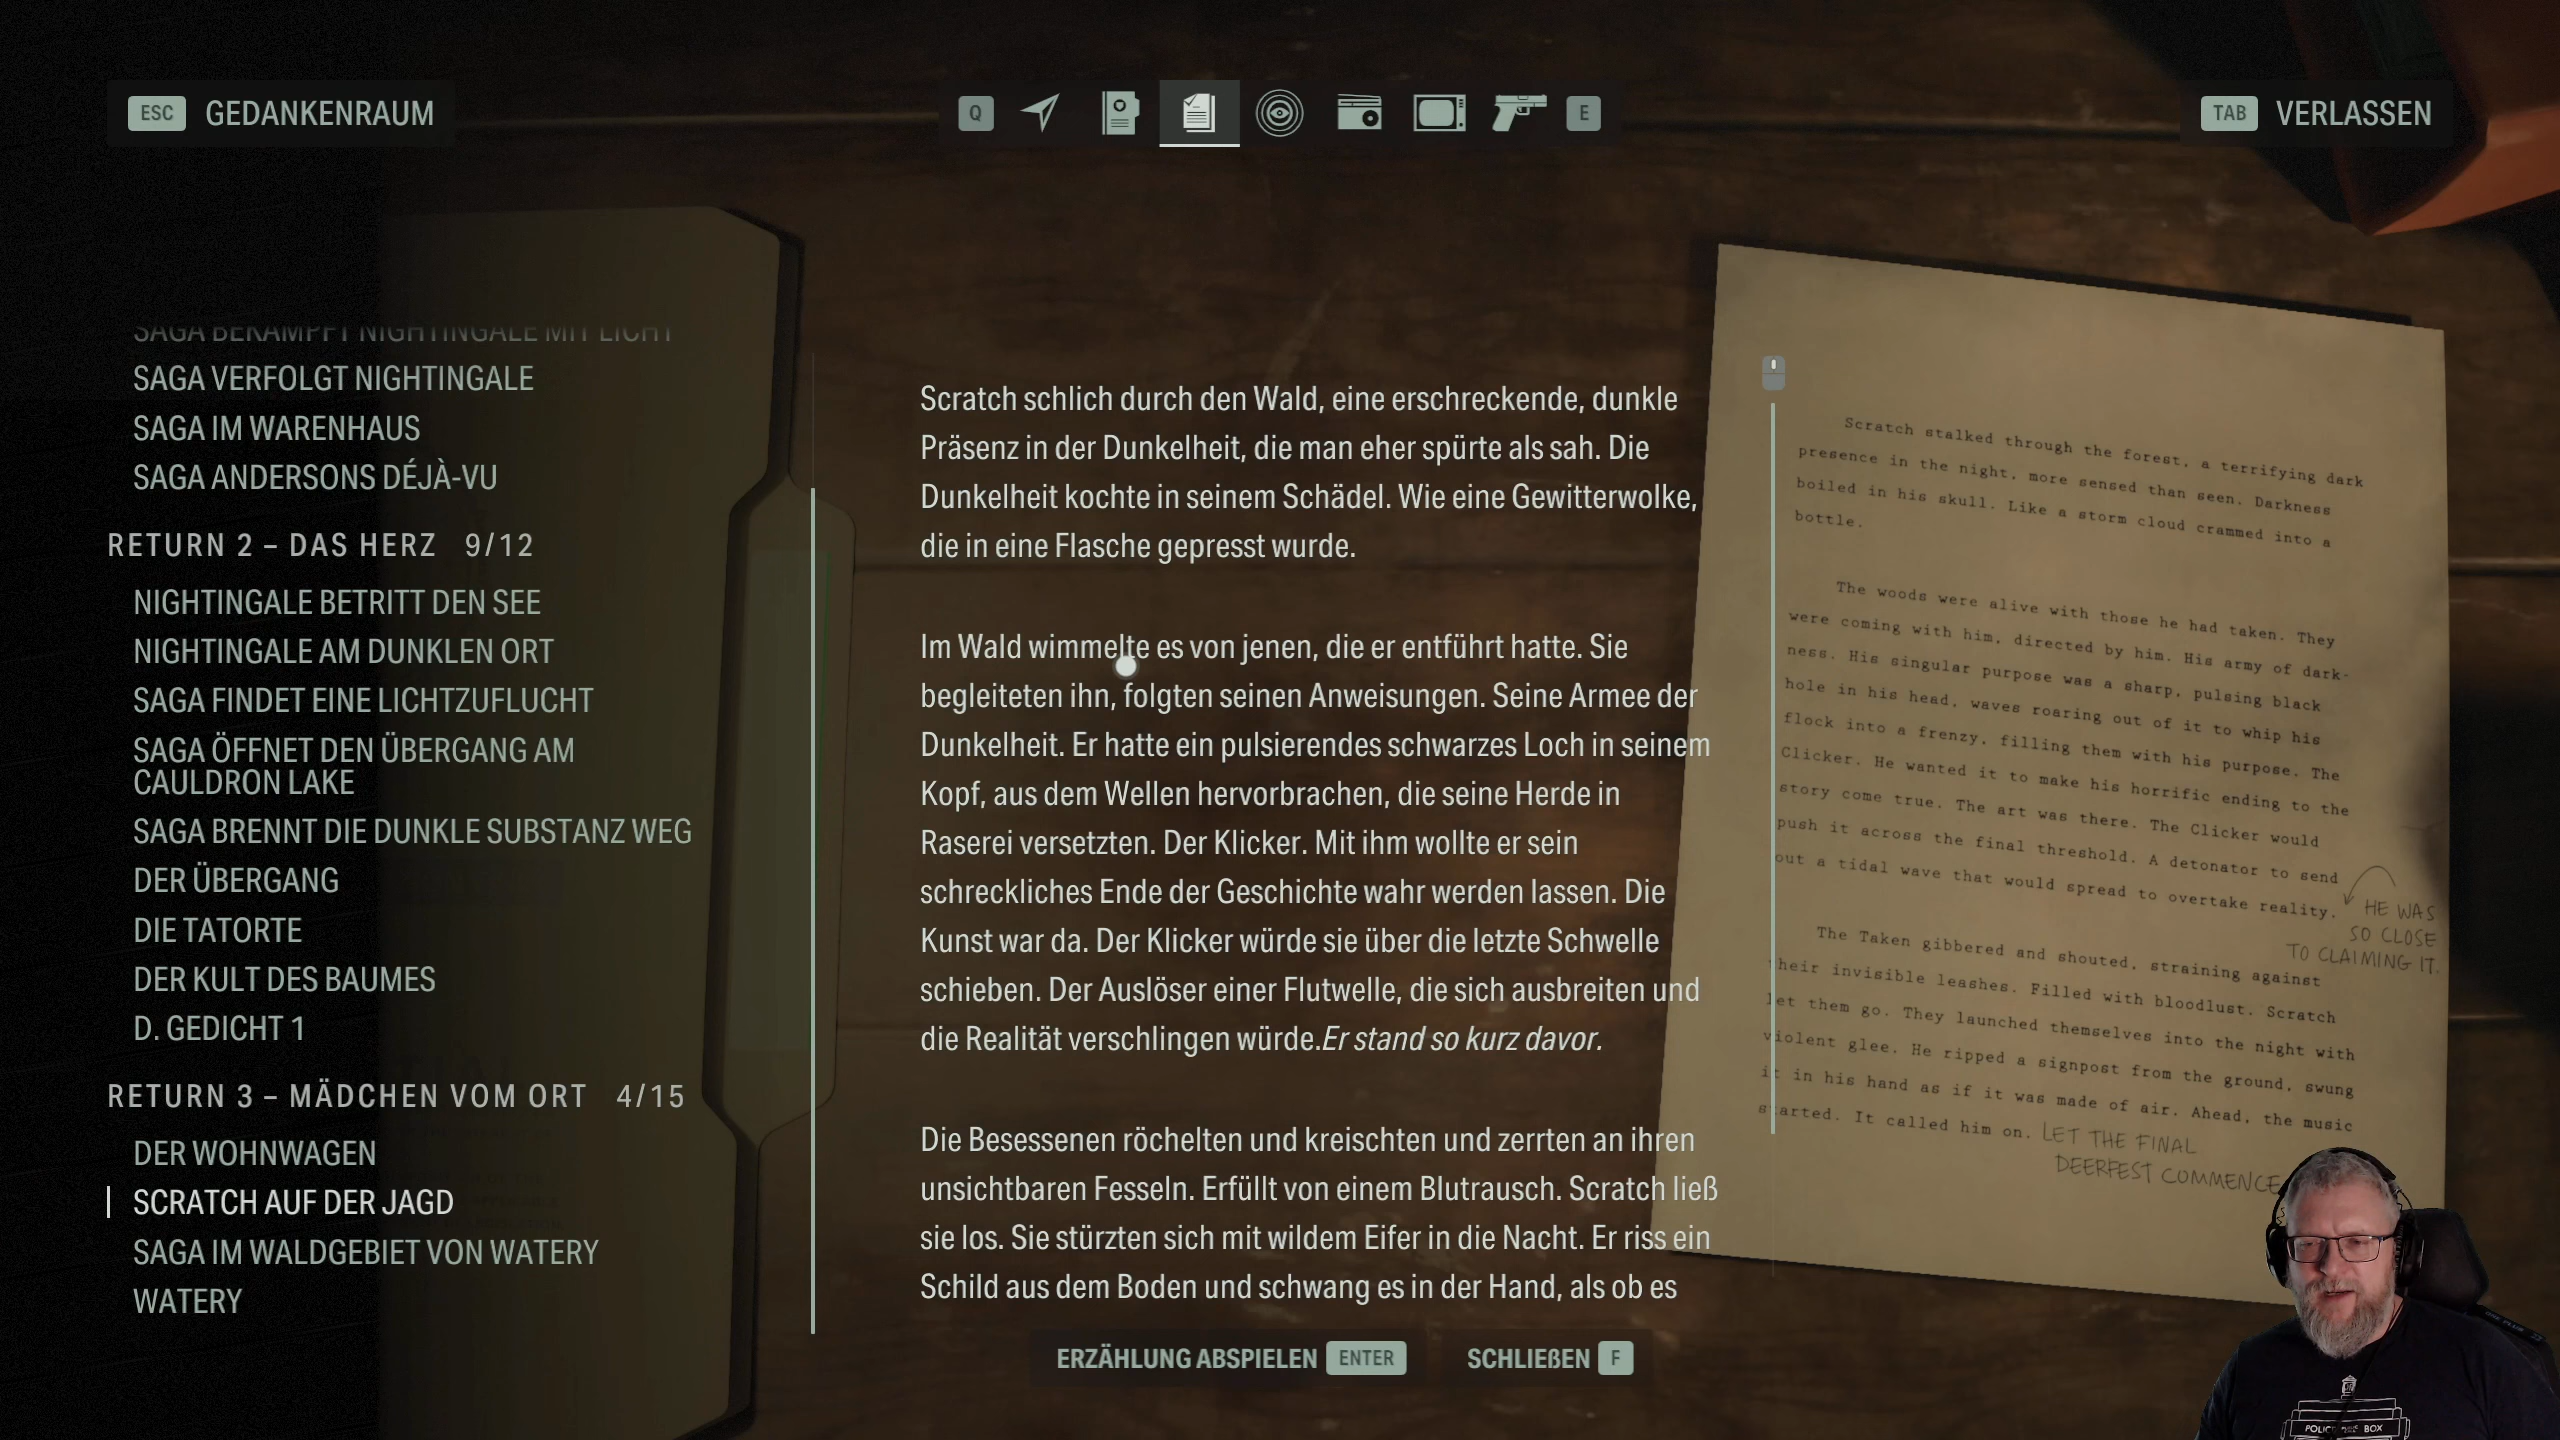 ESC GEDANKENRAUM
Q
E
TAB VERLASSEN
SAGA BEKÄMPFT NIGHTINGALE MIT LICHT
SAGA VERFOLGT NIGHTINGALE
SAGA IM WARENHAUS
SAGA ANDERSONS DÉJÀ-VU
RETURN 2 – DAS HERZ 9/12
NIGHTINGALE BETRITT DEN SEE
NIGHTINGALE AM DUNKLEN ORT
SAGA FINDET EINE LICHTZUFLUCHT
SAGA ÖFFNET DEN ÜBERGANG AM
CAULDRON LAKE
SAGA BRENNT DIE DUNKLE SUBSTANZ WEG
DER ÜBERGANG
DIE TATORTE
DER KULT DES BAUMES
D. GEDICHT 1
RETURN 3 – MÄDCHEN VOM ORT 4/15
DER WOHNWAGEN
SCRATCH AUF DER JAGD
SAGA IM WALDGEBIET VON WATERY
WATERY
Scratch schlich durch den Wald, eine erschreckende, dunkle
Präsenz in der Dunkelheit, die man eher spürte als sah. Die
Dunkelheit kochte in seinem Schädel. Wie eine Gewitterwolke,
die in eine Flasche gepresst wurde.
Im Wald wimmelte es von jenen, die er entführt hatte. Sie
begleiteten ihn, folgten seinen Anweisungen. Seine Armee der
Dunkelheit. Er hatte ein pulsierendes schwarzes Loch in seinem
Kopf, aus dem Wellen hervorbrachen, die seine Herde in
Raserei versetzten. Der Klicker. Mit ihm wollte er sein
schreckliches Ende der Geschichte wahr werden lassen. Die
Kunst war da. Der Klicker würde sie über die letzte Schwelle
schieben. Der Auslöser einer Flutwelle, die sich ausbreiten und
die Realität verschlingen würde.Er stand so kurz davor.
Die Besessenen röchelten und kreischten und zerrten an ihren
unsichtbaren Fesseln. Erfüllt von einem Blutrausch. Scratch ließ
sie los. Sie stürzten sich mit wildem Eifer in die Nacht. Er riss ein
Schild aus dem Boden und schwang es in der Hand, als ob es
ERZÄHLUNG ABSPIELEN ENTER SCHLIEßEN F
Scratch stalked through the forest, a terrifying dark
presence in the night, more sensed than seen. Darkness
boiled in his skull. Like a storm cloud crammed into a
bottle.
The woods were alive with those he had taken. They
were coming with him, directed by him. His army of dark-
ness. His singular purpose was a sharp, pulsing black
hole in his head, waves roaring out of it to whip his
flock into a frenzy, filling them with his purpose. The
Clicker. He wanted it to make his horrific ending to the
story come true. The art was there. The Clicker would
push it across the final threshold. A detonator to send
out a tidal wave that would spread to overtake reality.
HE WAS
SO CLOSE
TO CLAIMING IT.
The Taken gibbered and shouted, straining against
their invisible leashes. Filled with bloodlust. Scratch
let them go. They launched themselves into the night with
violent glee. He ripped a signpost from the ground, swung
it in his hand as if it was made of air. Ahead, the music
started. It called him on. LET THE FINAL
DEERFEST COMMENCE
POLICE BOX